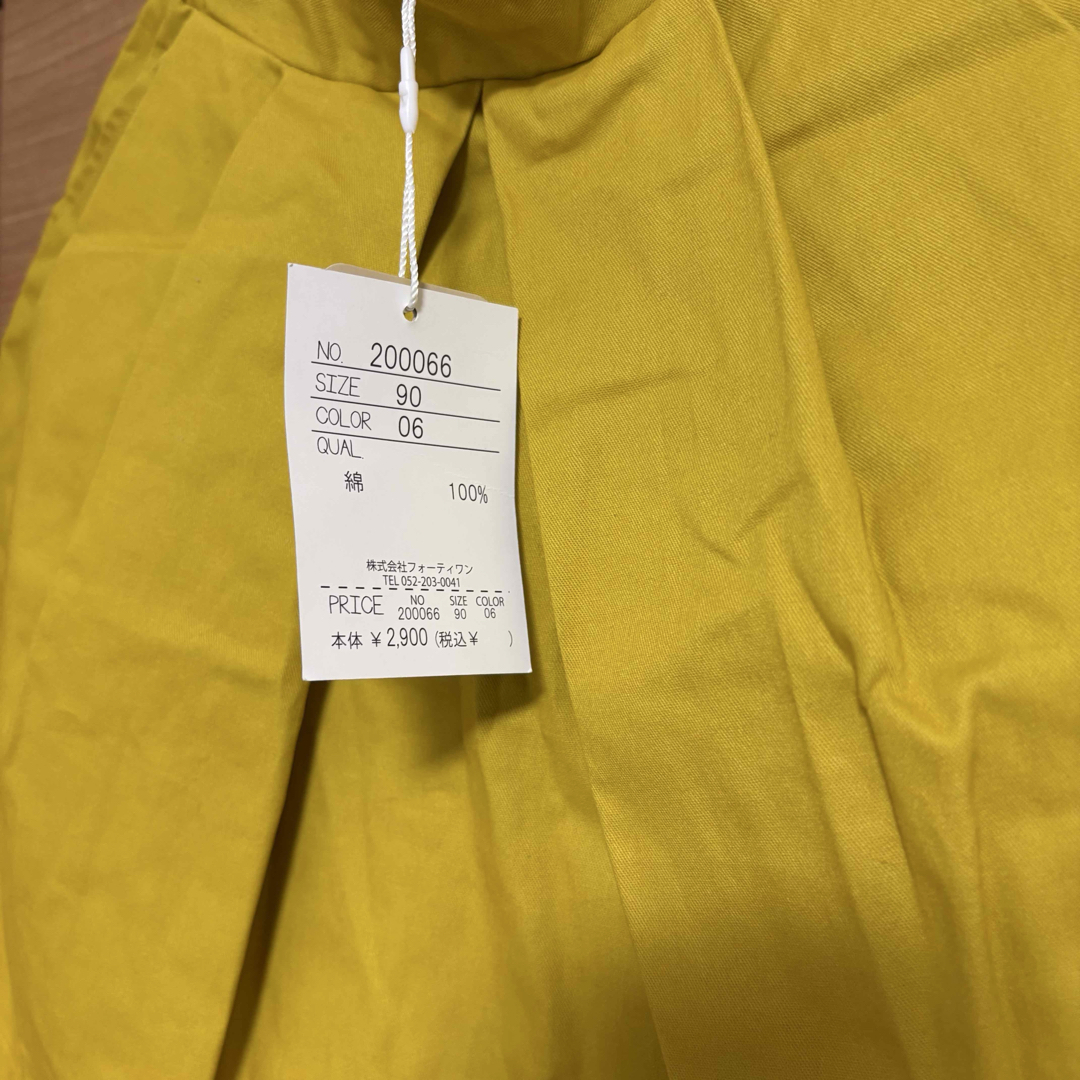 NO. 200066
SIZE 90
COLOR 06
QUAL.
綿 100%
株式会社フォーティワン
TEL 052-203-0041
PRICE NO SIZE COLOR
200066 90 06
本体 ¥2,900 (税込¥ )